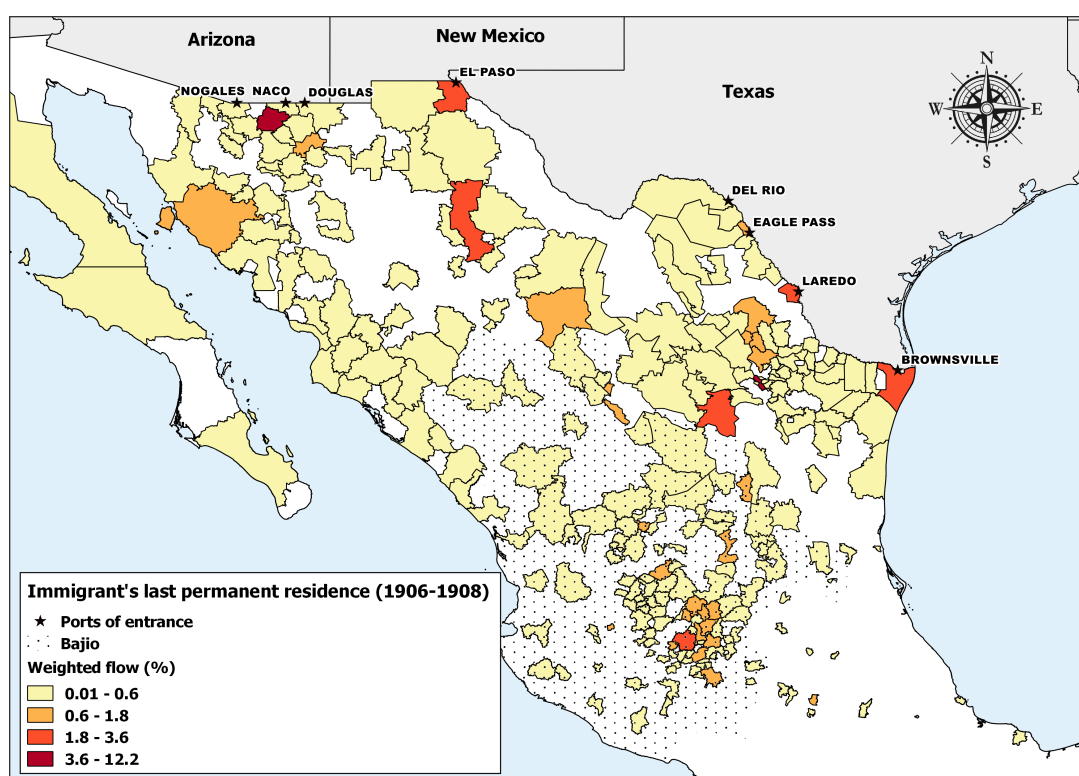 Arizona
New Mexico
Texas
EL PASO
NOGALES
NACO
DOUGLAS
N
W
E
S
DEL RIO
EAGLE PASS
LAREDO
BROWNSVILLE
Immigrant's last permanent residence (1906-1908)
Ports of entrance
Bajio
Weighted flow (%)
0.01 - 0.6
0.6 - 1.8
1.8 - 3.6
3.6 - 12.2